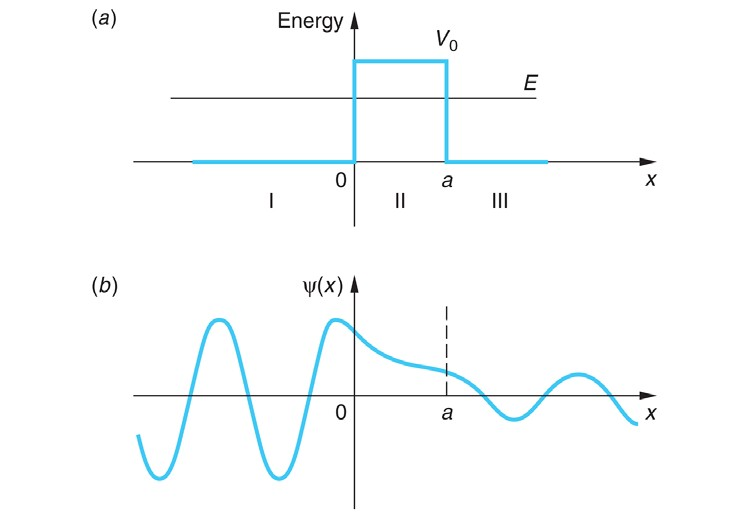 (a)
Energy
V₀
E
0
a
x
I
II
III
(b)
ψ(x)
0
a
x